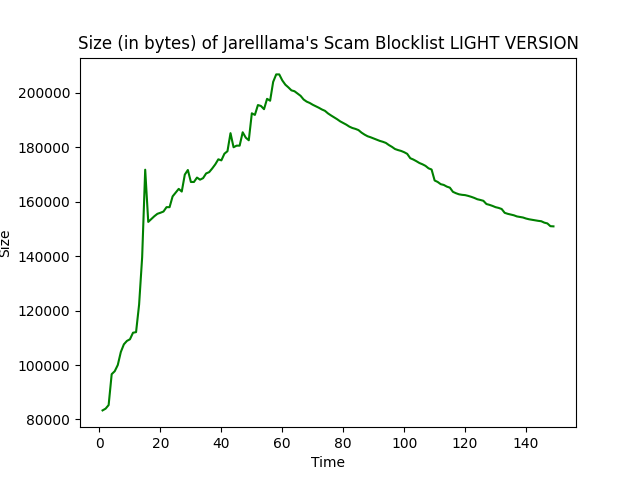 Size (in bytes) of Jarelllama's Scam Blocklist LIGHT VERSION
200000
180000
160000
140000
120000
100000
80000
Size
0 20 40 60 80 100 120 140
Time